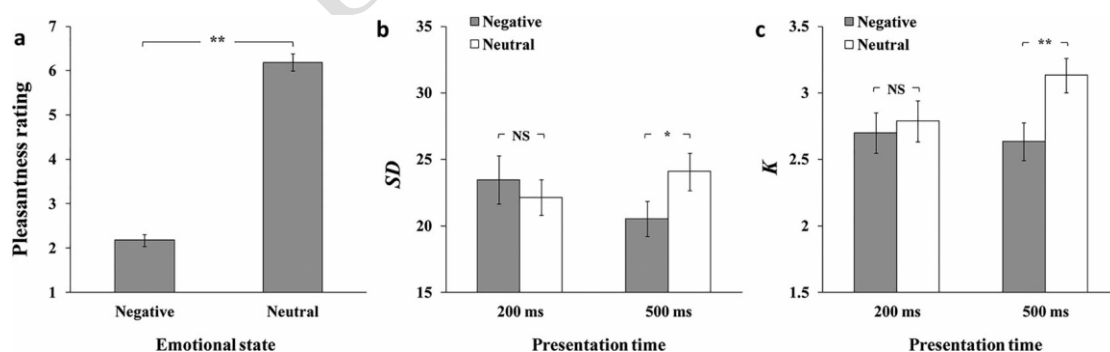 a
7
6
5
4
3
2
1
Pleasantness rating
**
Negative
Neutral
Emotional state
b
Negative
Neutral
35
30
25
20
15
SD
NS
*
200 ms
500 ms
Presentation time
c
Negative
Neutral
3.5
3
2.5
2
1.5
K
NS
**
200 ms
500 ms
Presentation time